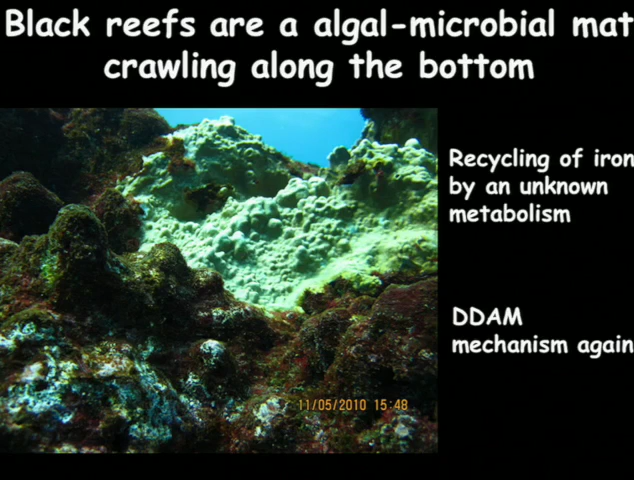 Black reefs are a algal-microbial mat
crawling along the bottom
Recycling of iron
by an unknown
metabolism
DDAM
mechanism again
11/05/2010 15:48